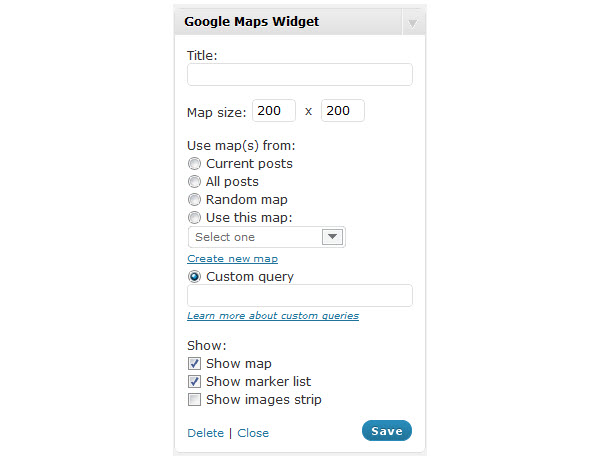 Google Maps Widget
Title:
Map size: 200 x 200
Use map(s) from:
Current posts
All posts
Random map
Use this map:
Select one
Create new map
Custom query
Learn more about custom queries
Show:
Show map
Show marker list
Show images strip
Delete | Close Save